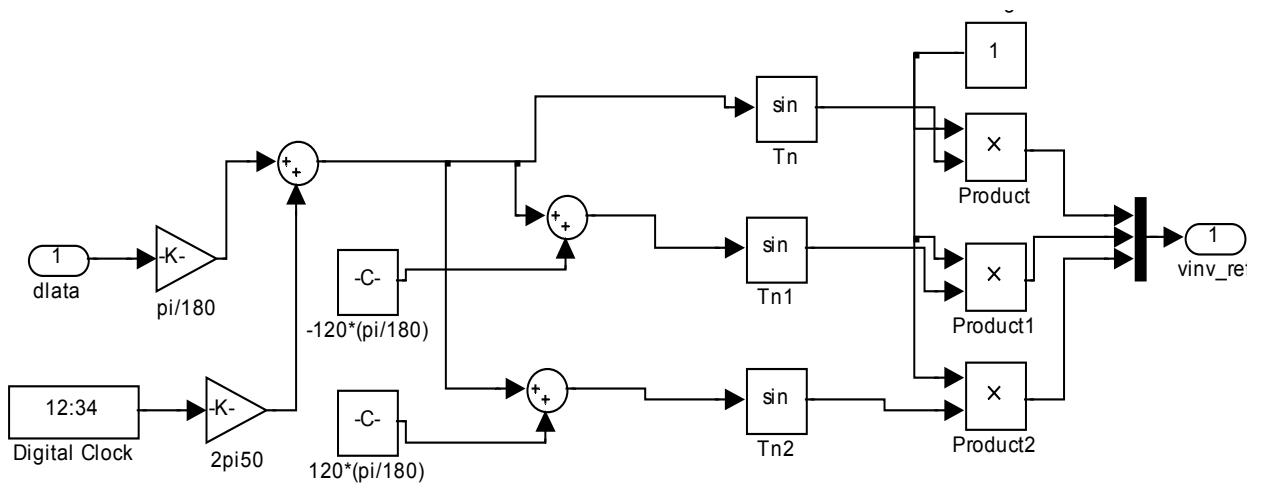 1
sin
Tn
×
Product
1
dlata
-K-
pi/180
-C-
-120*(pi/180)
sin
Tn1
×
Product1
1
vinv_ref
12:34
Digital Clock
-K-
2pi50
-C-
120*(pi/180)
sin
Tn2
×
Product2
+
+
+
+
+
+